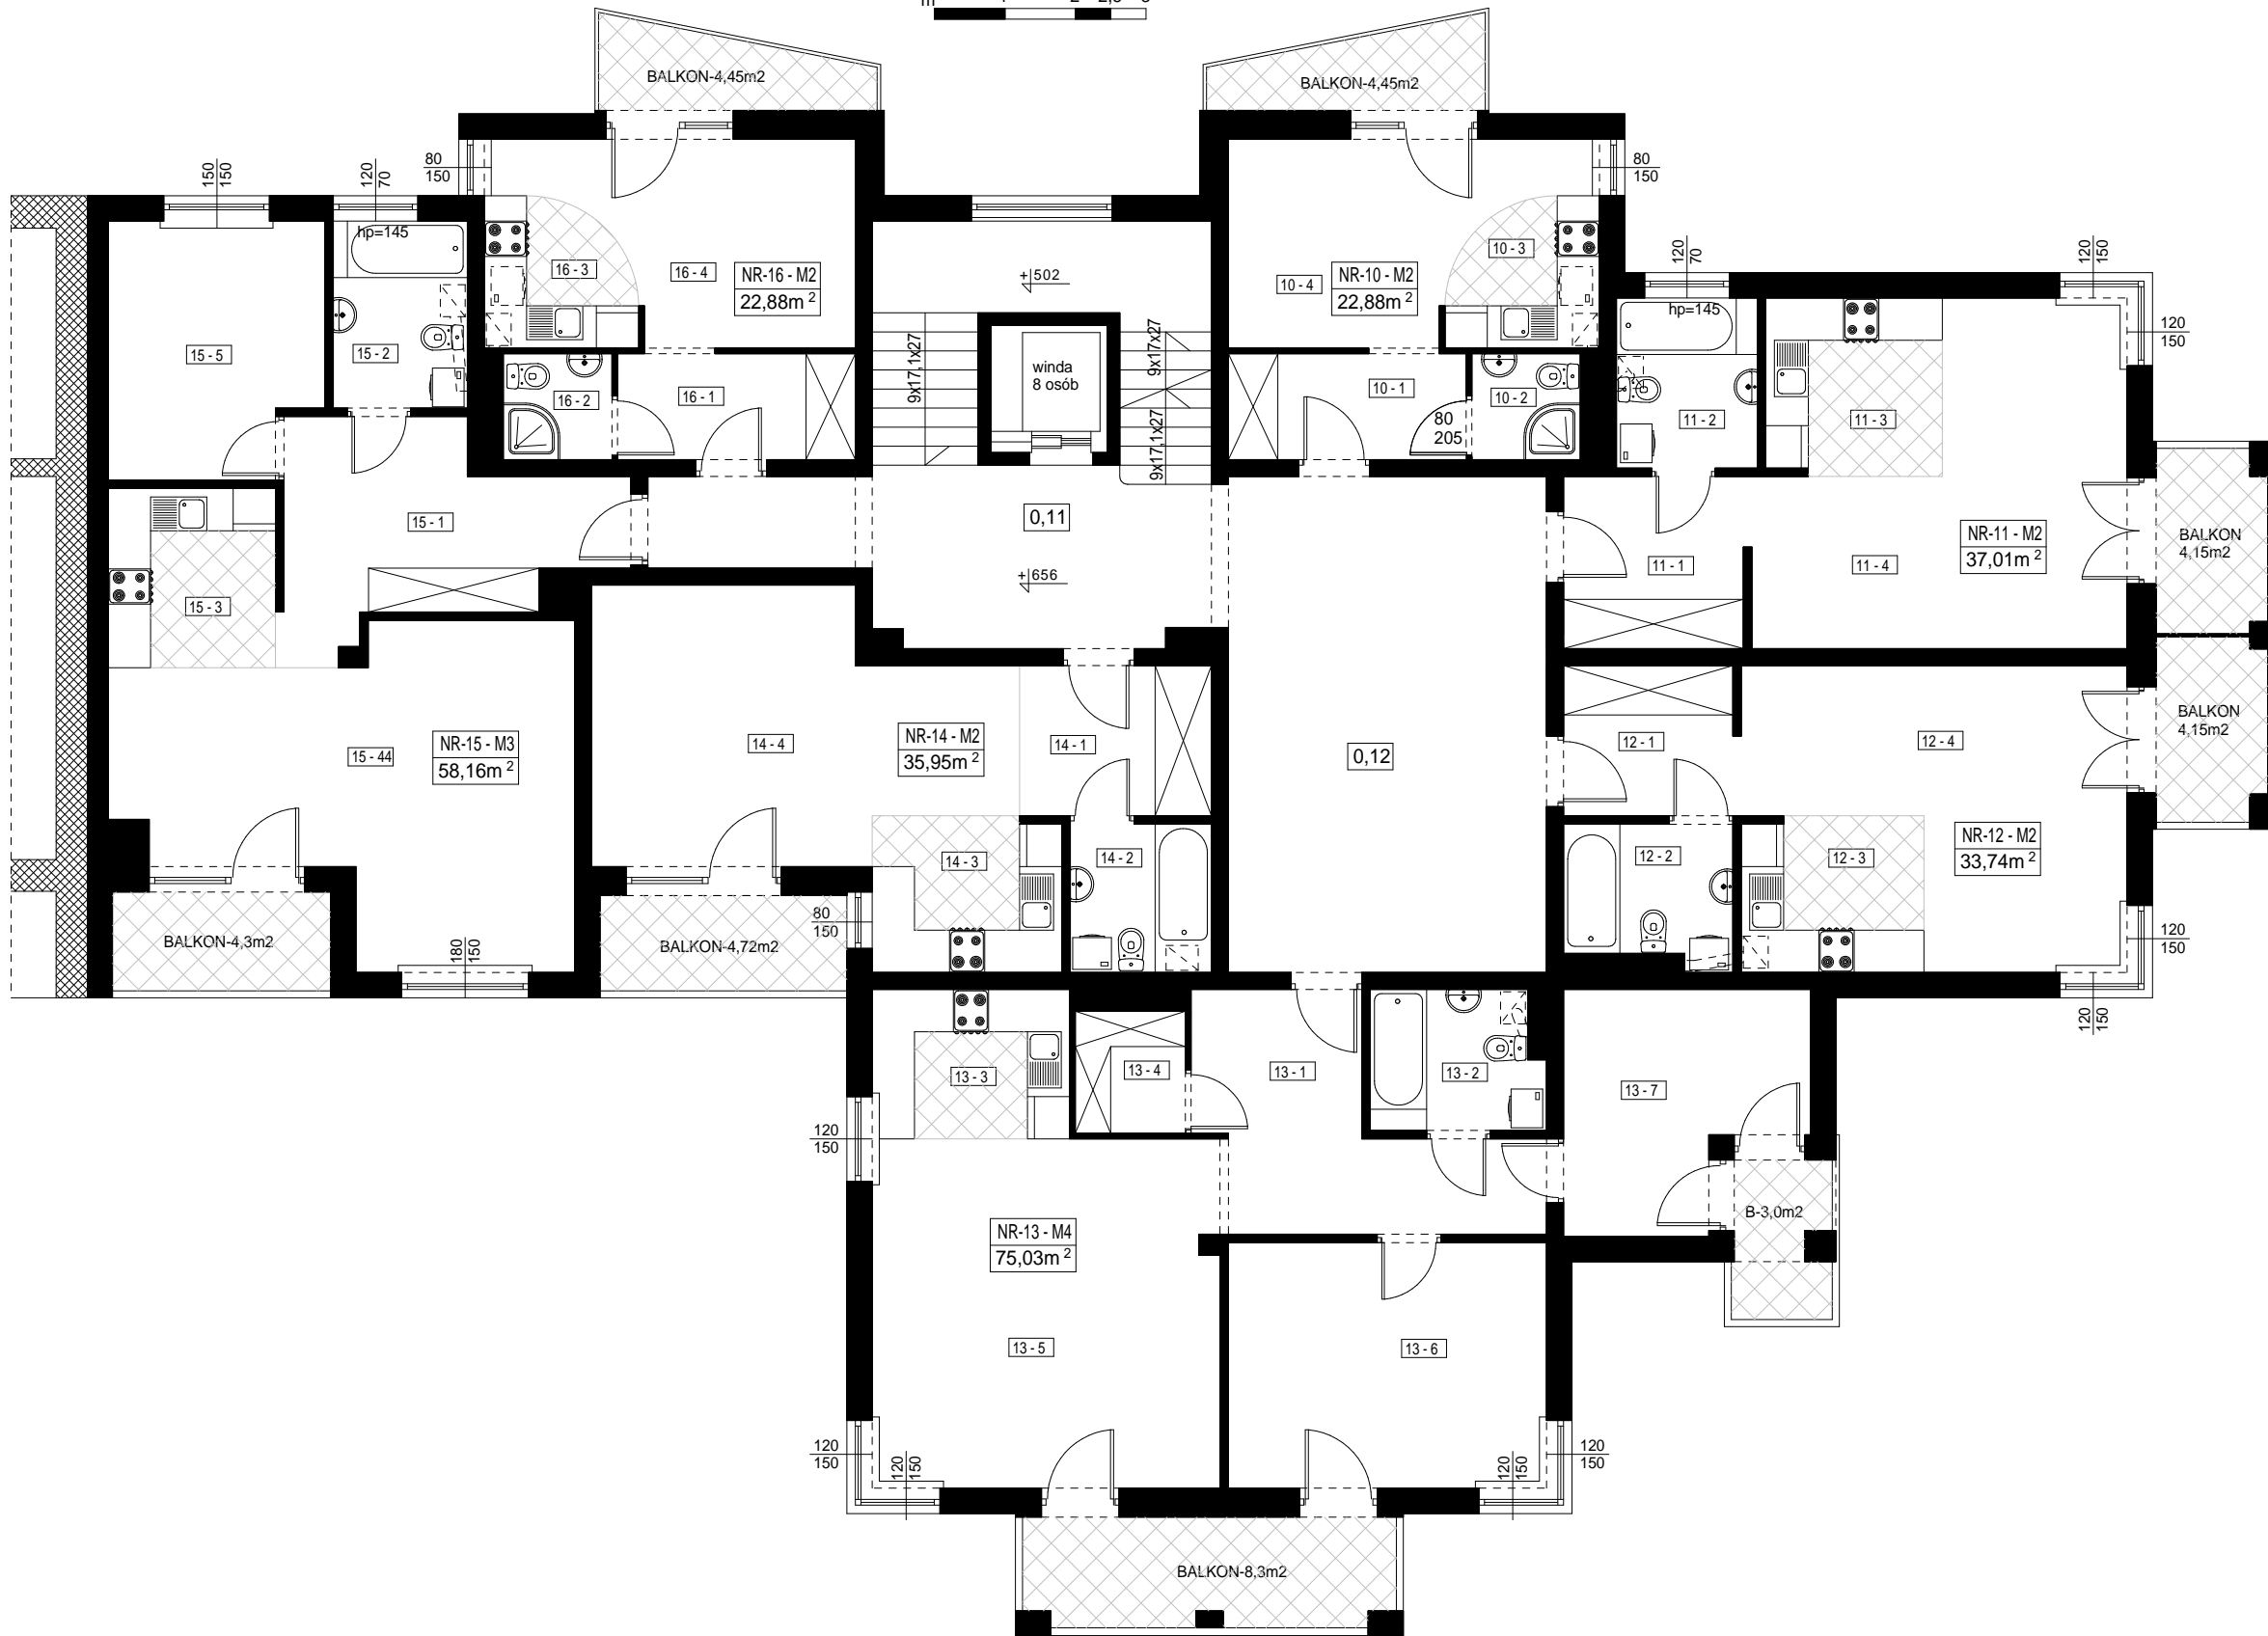 m
BALKON-4,45m2
BALKON-4,45m2
150
150
120
70
80
150
80
150
hp=145
16 - 3
16 - 4
NR-16 - M2
22,88m 2
+502
10 - 4
NR-10 - M2
22,88m 2
10 - 3
120
70
120
150
hp=145
120
150
15 - 5
15 - 2
9x17,1x27
winda
8 osób
9x17x27
16 - 2
16 - 1
10 - 1
10 - 2
80
205
9x17,1x27
11 - 2
11 - 3
15 - 1
0,11
NR-11 - M2
37,01m 2
BALKON
4,15m2
15 - 3
+656
11 - 1
11 - 4
BALKON
4,15m2
15 - 44
NR-15 - M3
58,16m 2
14 - 4
NR-14 - M2
35,95m 2
14 - 1
0,12
12 - 1
12 - 4
14 - 3
14 - 2
12 - 2
12 - 3
NR-12 - M2
33,74m 2
BALKON-4,3m2
180
150
BALKON-4,72m2
80
150
120
150
120
150
13 - 3
13 - 4
13 - 1
13 - 2
13 - 7
120
150
B-3,0m2
NR-13 - M4
75,03m 2
13 - 5
13 - 6
120
150
120
150
120
150
120
150
BALKON-8,3m2